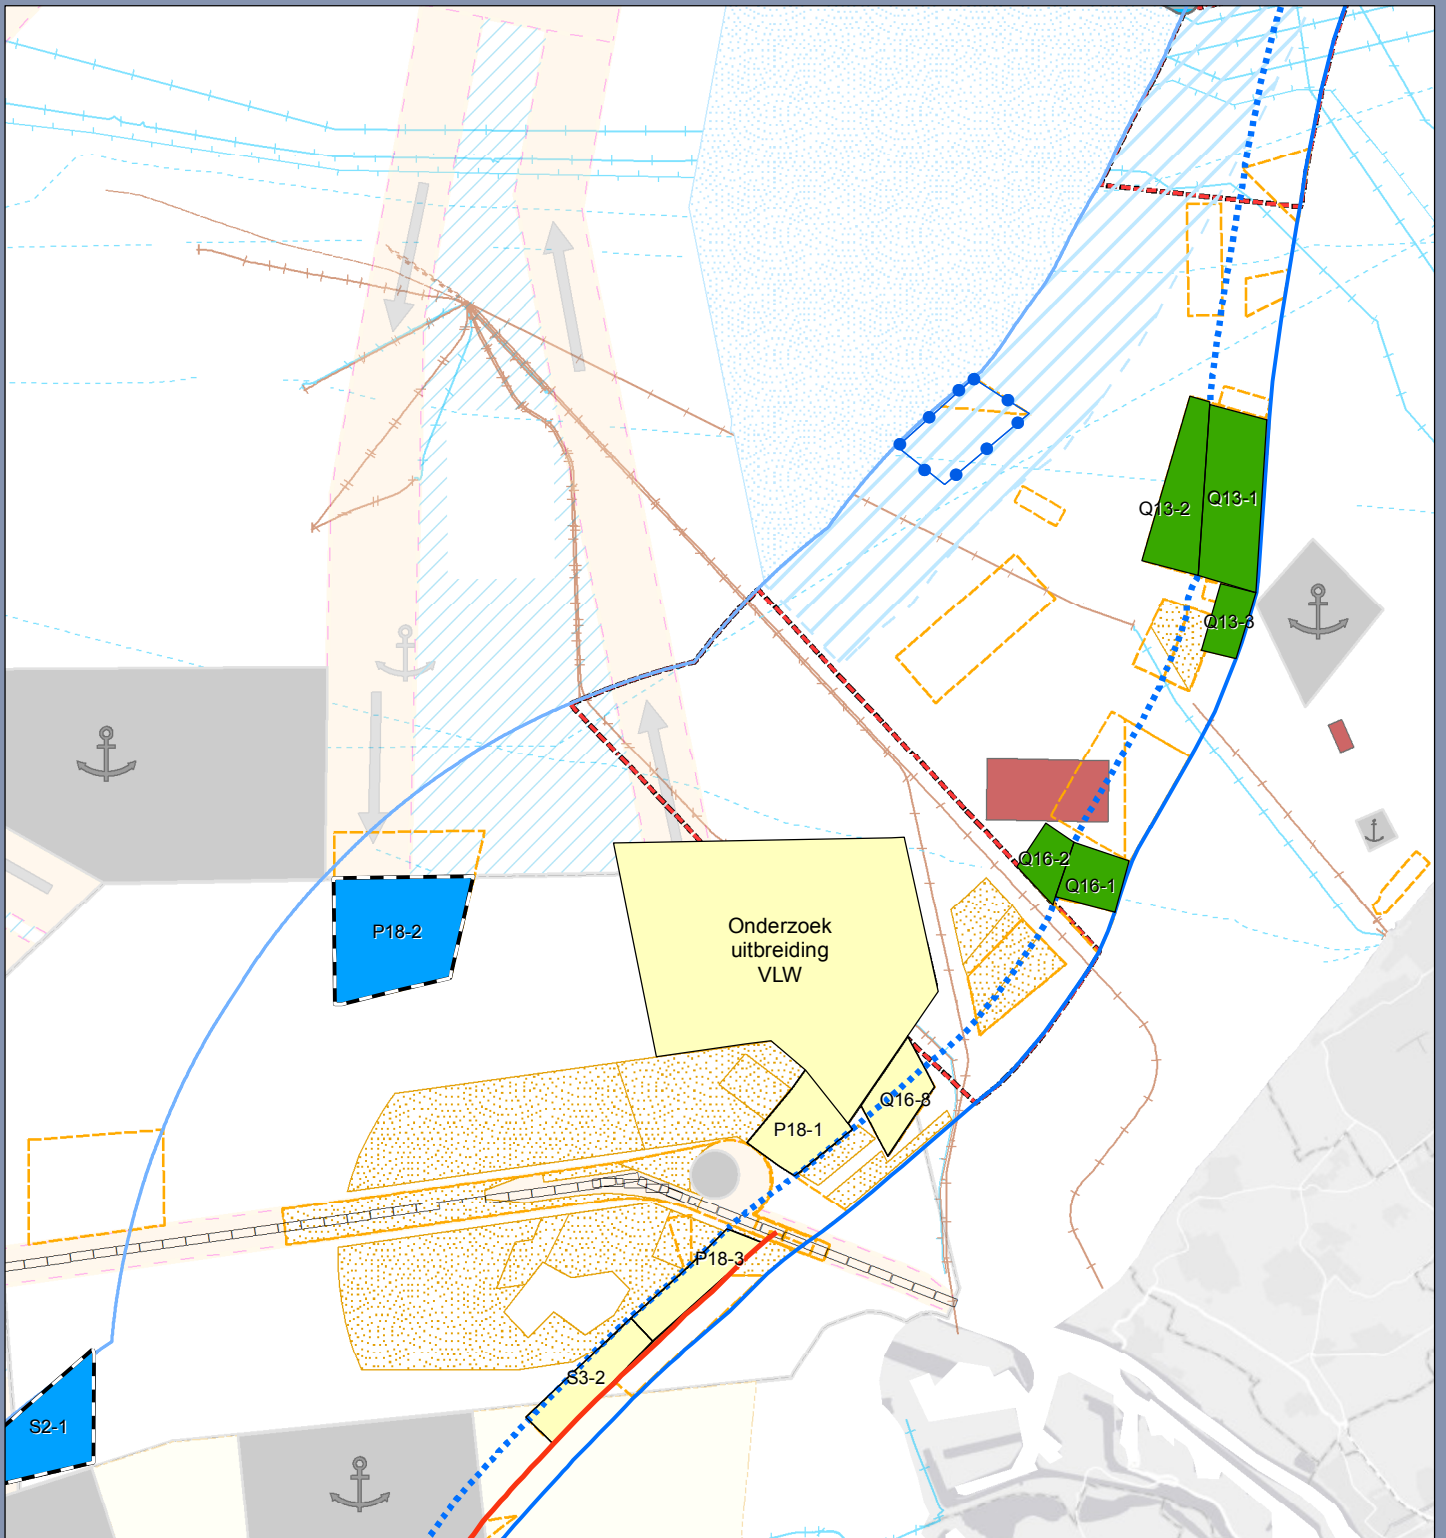 Q13-1
Q13-2
Q13-3
Q16-2
Q16-1
Onderzoek
uitbreiding
VLW
P18-2
Q16-8
P18-1
P18-3
S3-2
S2-1